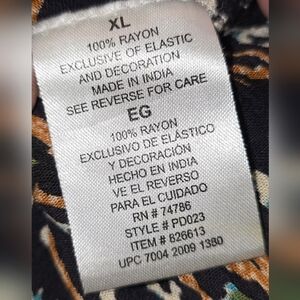 XL
100% RAYON
EXCLUSIVE OF ELASTIC
AND DECORATION
MADE IN INDIA
SEE REVERSE FOR CARE
EG
100% RAYON
EXCLUSIVO DE ELÁSTICO
Y DECORACIÓN
HECHO EN INDIA
VE EL REVERSO
PARA EL CUIDADO
RN # 74786
STYLE # PD023
ITEM # 826613
UPC 7004 2009 1380